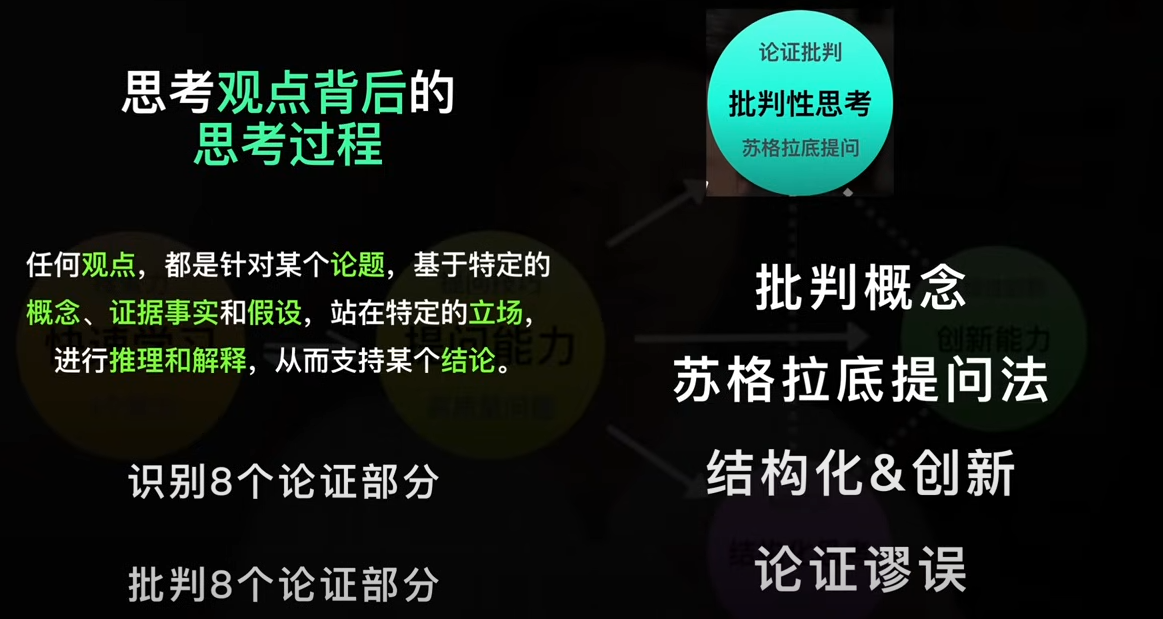 思考观点背后的
思考过程
任何观点，都是针对某个论题，基于特定的
概念、证据事实和假设，站在特定的立场，
进行推理和解释，从而支持某个结论。
识别8个论证部分
批判8个论证部分
论证批判
批判性思考
苏格拉底提问
批判概念
苏格拉底提问法
结构化&创新
论证谬误
创新能力